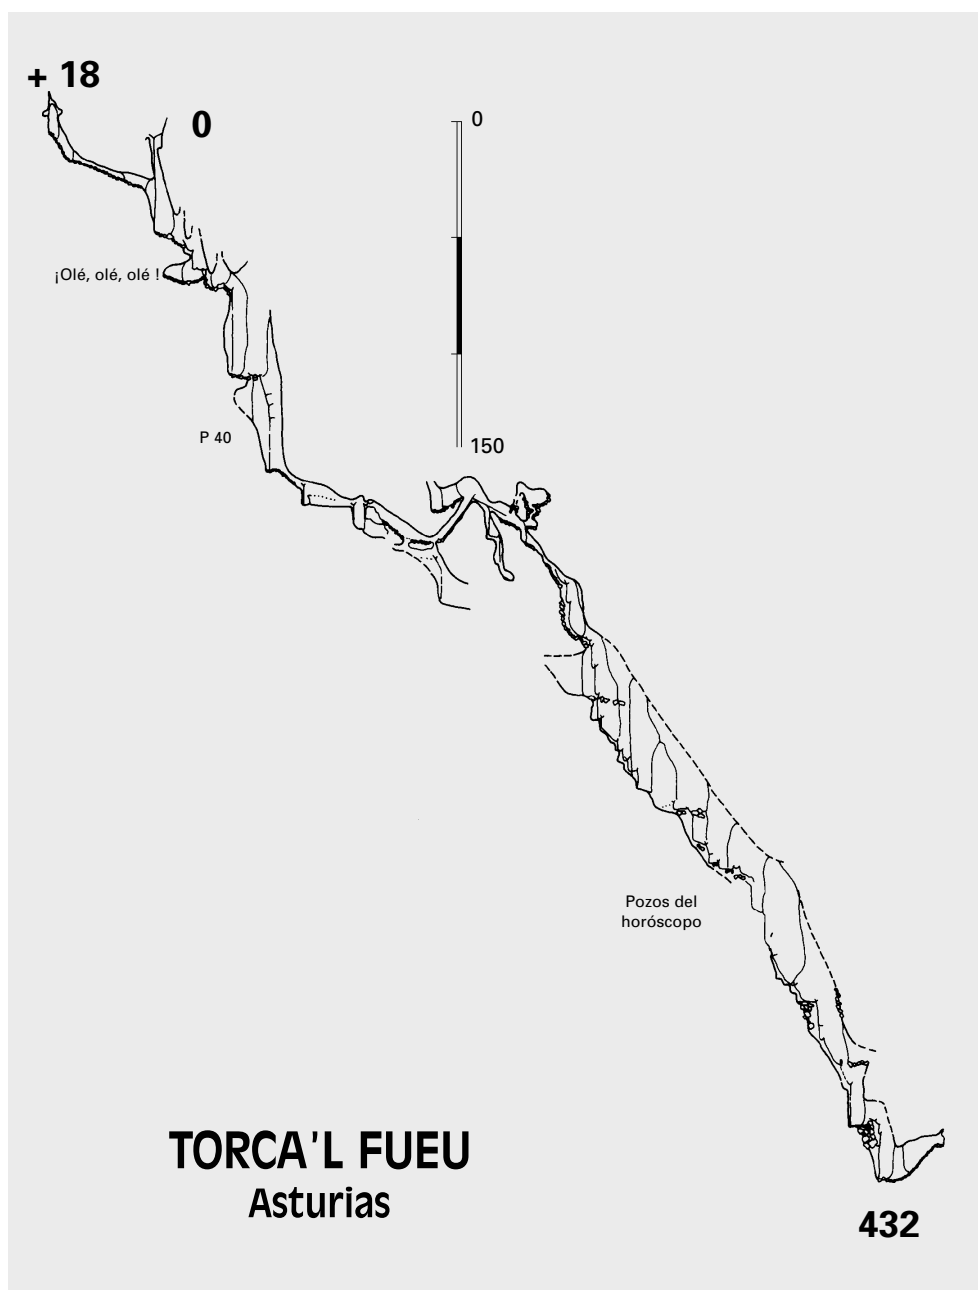 + 18
0
0
¡Olé, olé, olé !
P 40
150
Pozos del
horóscopo
TORCA'L FUEU
Asturias
432